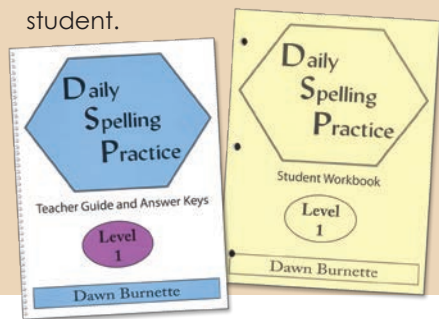 student.
Daily
Spelling
Practice
Teacher Guide and Answer Keys
Level
1
Dawn Burnette
Daily
Spelling
Practice
Student Workbook
Level
1
Dawn Burnette